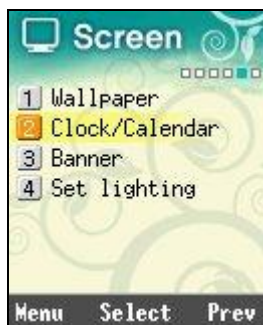 Screen
1 Wallpaper
2 Clock/Calendar
3 Banner
4 Set lighting
Menu Select Prev